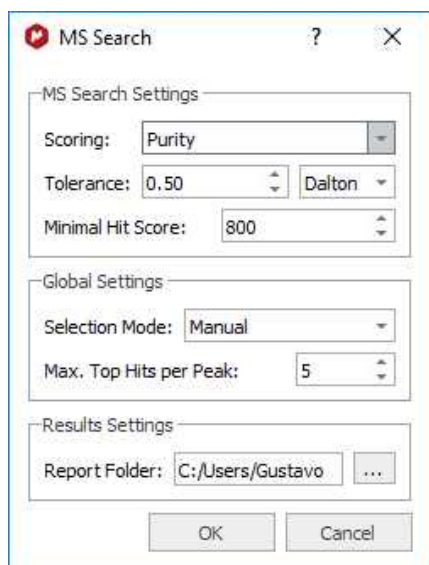 MS Search ?
MS Search Settings
Scoring: Purity
Tolerance: 0.50 Dalton
Minimal Hit Score: 800
Global Settings
Selection Mode: Manual
Max. Top Hits per Peak: 5
Results Settings
Report Folder: C:/Users/Gustavo ...
OK Cancel